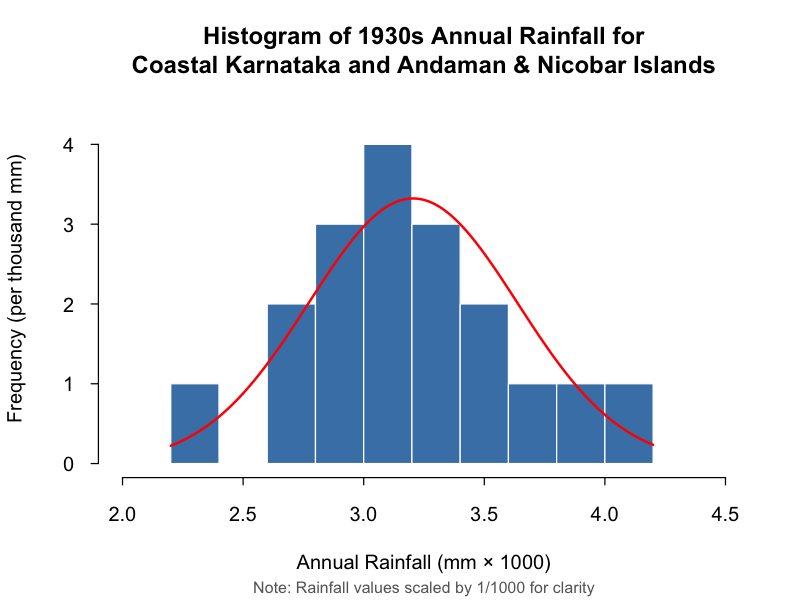 Histogram of 1930s Annual Rainfall for
Coastal Karnataka and Andaman & Nicobar Islands
Frequency (per thousand mm)
4
3
2
1
0
2.0 2.5 3.0 3.5 4.0 4.5
Annual Rainfall (mm × 1000)
Note: Rainfall values scaled by 1/1000 for clarity